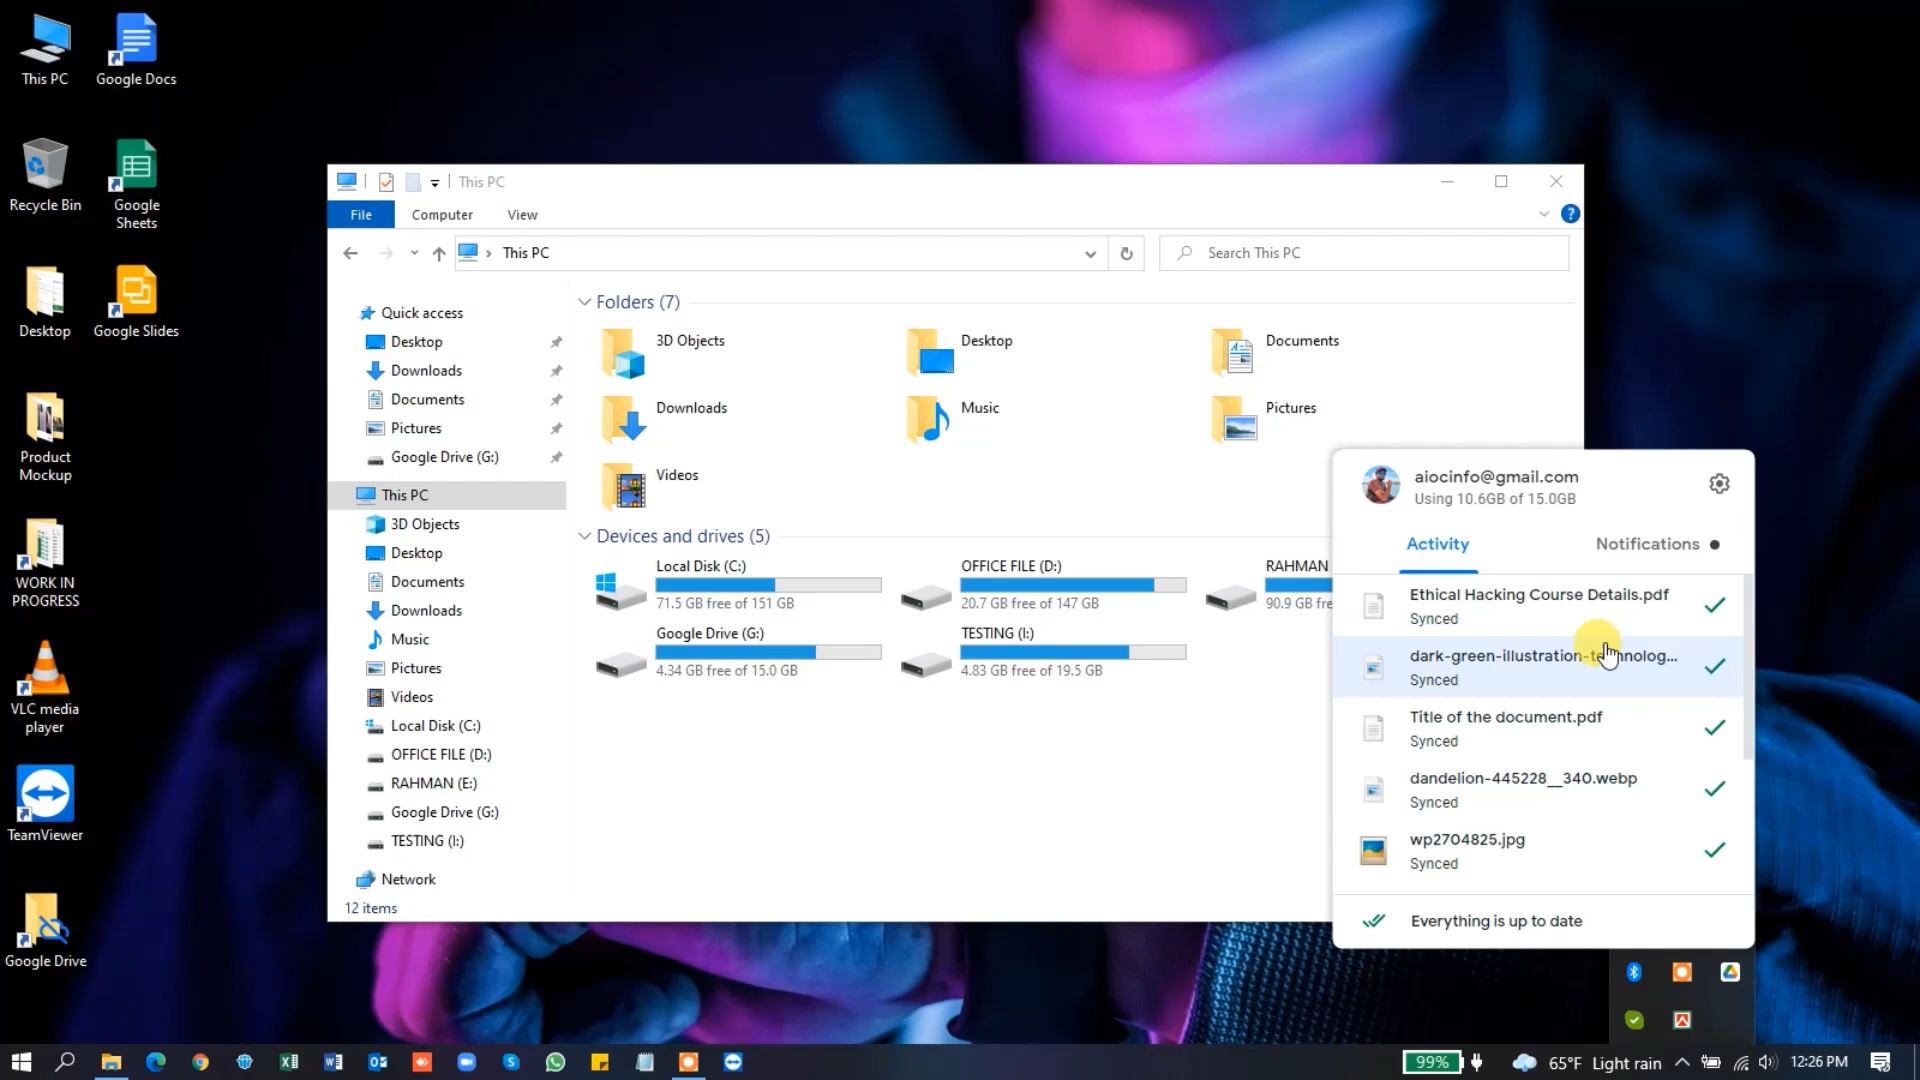 This PC
Google Docs
Recycle Bin
Google
Sheets
Desktop
Google Slides
Product
Mockup
WORK IN
PROGRESS
VLC media
player
TeamViewer
Google Drive
This PC
File
Computer
View
?
This PC
Search This PC
Quick access
Desktop
Downloads
Documents
Pictures
Google Drive (G:)
This PC
3D Objects
Desktop
Documents
Downloads
Music
Pictures
Videos
Local Disk (C:)
OFFICE FILE (D:)
RAHMAN (E:)
Google Drive (G:)
TESTING (I:)
Network
12 items
Folders (7)
3D Objects
Desktop
Documents
Downloads
Music
Pictures
Videos
Devices and drives (5)
Local Disk (C:)
71.5 GB free of 151 GB
OFFICE FILE (D:)
20.7 GB free of 147 GB
RAHMAN
90.9 GB fre
Google Drive (G:)
4.34 GB free of 15.0 GB
TESTING (I:)
4.83 GB free of 19.5 GB
aiocinfo@gmail.com
Using 10.6GB of 15.0GB
Activity
Notifications
Ethical Hacking Course Details.pdf
Synced
dark-green-illustration-technolog...
Synced
Title of the document.pdf
Synced
dandelion-445228__340.webp
Synced
wp2704825.jpg
Synced
Everything is up to date
99%
65°F Light rain
12:26 PM